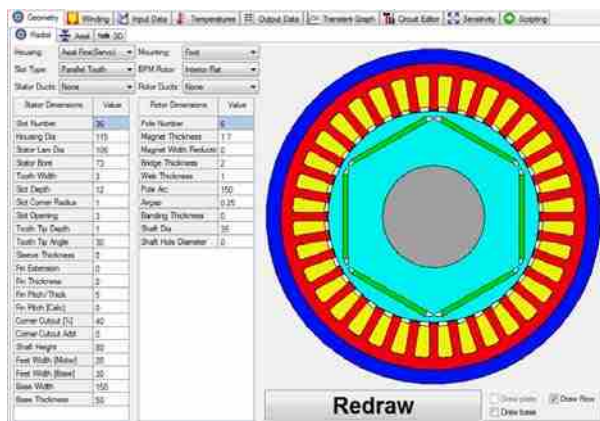 Geometry Winding Input Data Temperatures Output Data Transient Graph Circuit Editor Sensitivity Scripting
Radial Axial 3D
Housing: Axial Fins(Servo) Mounting: Foot
Slot Type: Parallel Tooth BPM Rotor: Interior Flat
Stator Ducts: None Rotor Ducts: None
Stator Dimensions Value Rotor Dimensions Value
Slot Number 36 Pole Number 6
Housing Dia 115 Magnet Thickness 1.7
Stator Lam Dia 106 Magnet Width Reducti 0
Stator Bore 73 Bridge Thickness 2
Tooth Width 3 Web Thickness 1
Slot Depth 12 Pole Arc 150
Slot Corner Radius 1 Airgap 0.25
Slot Opening 3 Banding Thickness 0
Tooth Tip Depth 1 Shaft Dia 35
Tooth Tip Angle 30 Shaft Hole Diameter 0
Sleeve Thickness 0
Fin Extension 0
Fin Thickness 2
Fin Pitch/Thick 5
Fin Pitch [Calc] 0
Corner Cutout [%] 40
Corner Cutout Add 0
Shaft Height 80
Feet Width [Motor]
Feet Width [Base] 30
Base Width 150
Base Thickness 50
Redraw
Draw plate Draw flow
Draw base